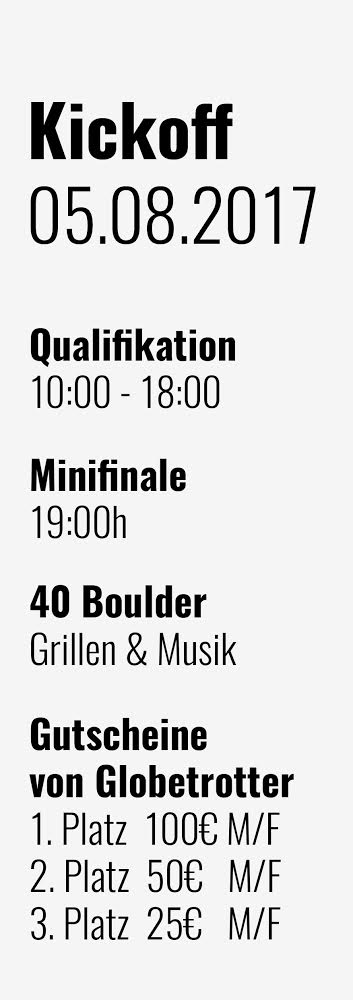 Kickoff
05.08.2017
Qualifikation
10:00 - 18:00
Minifinale
19:00h
40 Boulder
Grillen & Musik
Gutscheine
von Globetrotter
1. Platz 100€ M/F
2. Platz 50€ M/F
3. Platz 25€ M/F